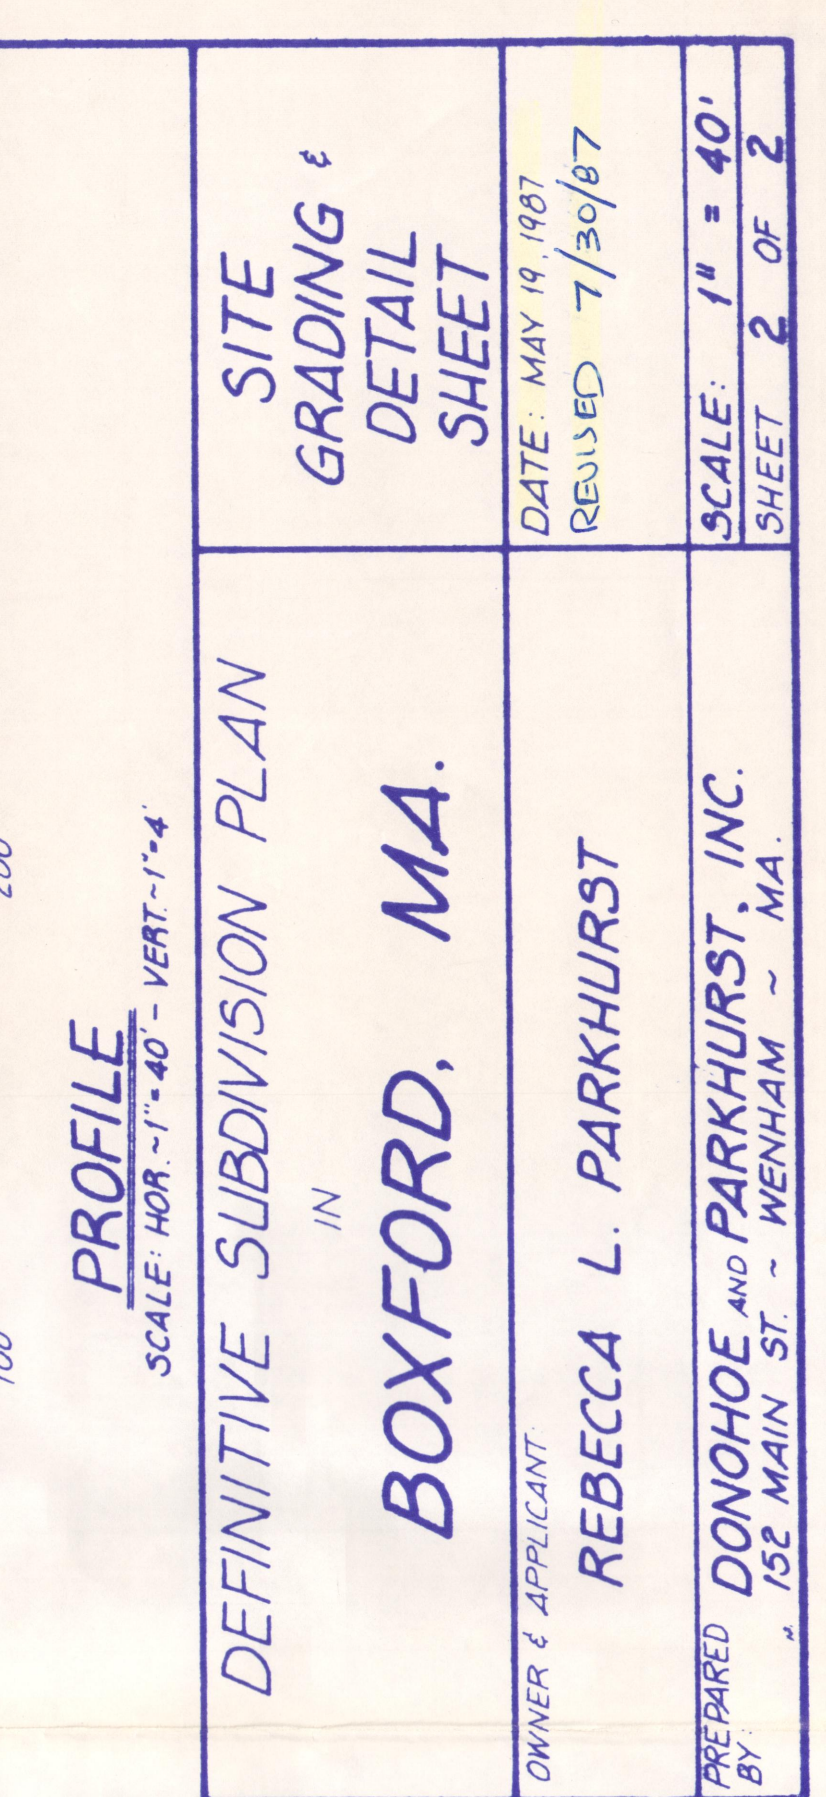 100
200
PROFILE
SCALE: HOR.~1"=40' - VERT.~1"=4'
DEFINITIVE SUBDIVISION PLAN
IN
BOXFORD, MA.
SITE
GRADING &
DETAIL
SHEET
OWNER & APPLICANT:
REBECCA L. PARKHURST
DATE: MAY 19, 1987
REVISED 7/30/87
PREPARED
BY:
DONOHOE AND PARKHURST, INC.
152 MAIN ST. ~ WENHAM ~ MA.
SCALE: 1" = 40'
SHEET 2 OF 2